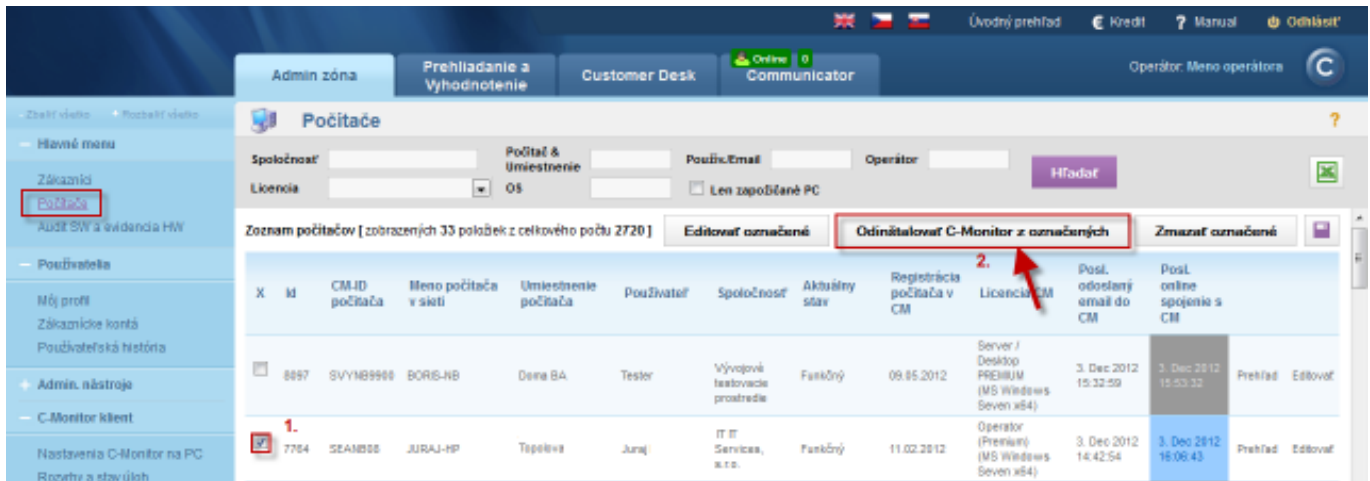 Úvodný prehľad € Kredit ? Manual Odhlásiť
Admin zóna
Prehliadanie a
Vyhodnotenie
Customer Desk
Online 0
Communicator
Operátor: Meno operátora
Zbaliť všetko + Rozbaliť všetko
Hlavné menu
Zákazníci
Počítače
Audit SW a evidencia HW
Používatelia
Môj profil
Zákaznícke kontá
Používateľská história
Admin. nástroje
C-Monitor klient
Nastavenia C-Monitor na PC
Rozvrhy a stav úloh
Počítače
?
Spoločnosť
Počítač &
Umiestnenie
Použív./Email
Operátor
Hľadať
Licencia
OS
Len zapožičané PC
Zoznam počítačov [ zobrazených 33 položiek z celkového počtu 2720 ]
Editovať označené
Odinštalovať C-Monitor z označených
Zmazať označené
2.
X
Id
CM-ID
počítača
Meno počítača
v sieti
Umiestnenie
počítača
Používateľ
Spoločnosť
Aktuálny
stav
Registrácia
počítača v
CM
Licencia CM
Posl.
odoslaný
email do
CM
Posl.
online
spojenie s
CM
8097
SVYNB9900
BORIS-NB
Doma BA
Tester
Vývojové
testovacie
prostredie
Funkčný
09.05.2012
Server /
Desktop
PREMIUM
(MS Windows
Seven x64)
3. Dec 2012
15:32:59
3. Dec 2012
15:53:32
Prehľad
Editovať
1.
7764
JURAJ-HP
Juraj
IT IT
Services,
s.r.o.
Funkčný
11.02.2012
Operator
(Premium)
(MS Windows
Seven x64)
3. Dec 2012
14:42:54
3. Dec 2012
16:06:43
Prehľad
Editovať